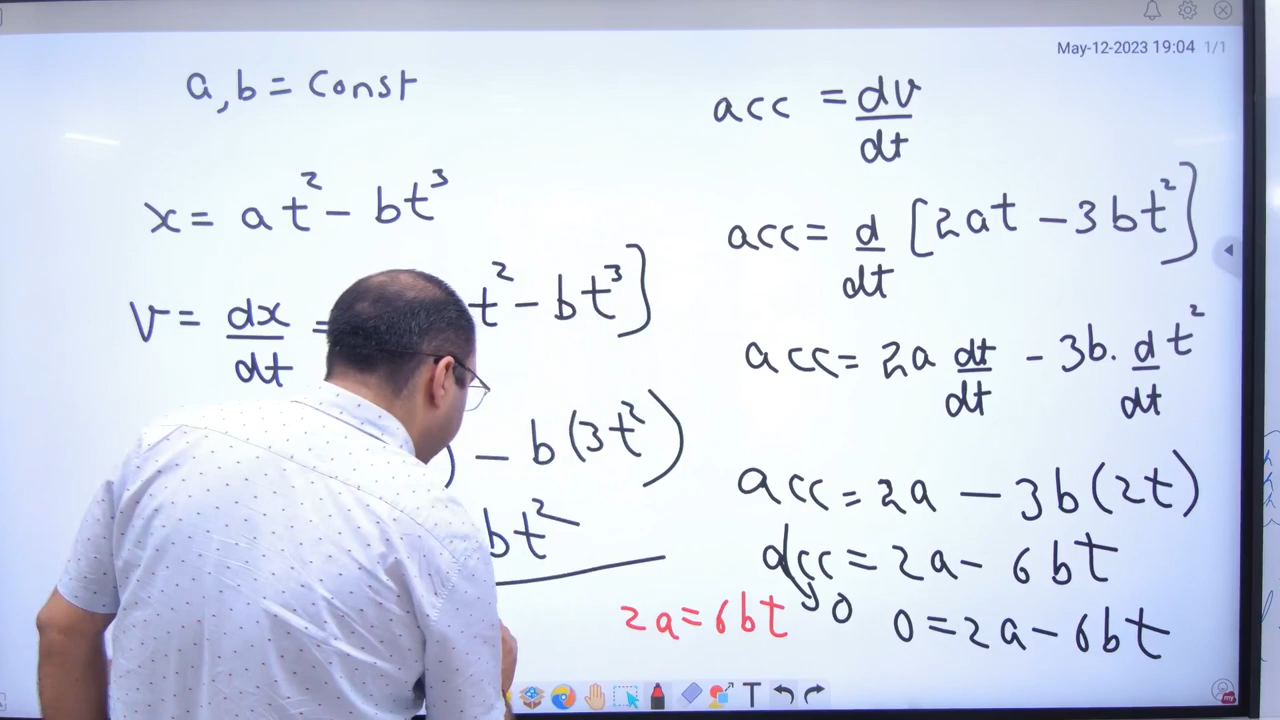 May-12-2023 19:04 1/1
a, b = Const
x = at² - bt³
v = dx/dt =
t² - bt³]
) - b(3t²)
bt²
2a = 6bt
acc = dv/dt
acc = d/dt [2at - 3bt²]
acc = 2a dt/dt - 3b. d/dt t²
acc = 2a - 3b(2t)
acc = 2a - 6bt
0
0 = 2a - 6bt
T
my